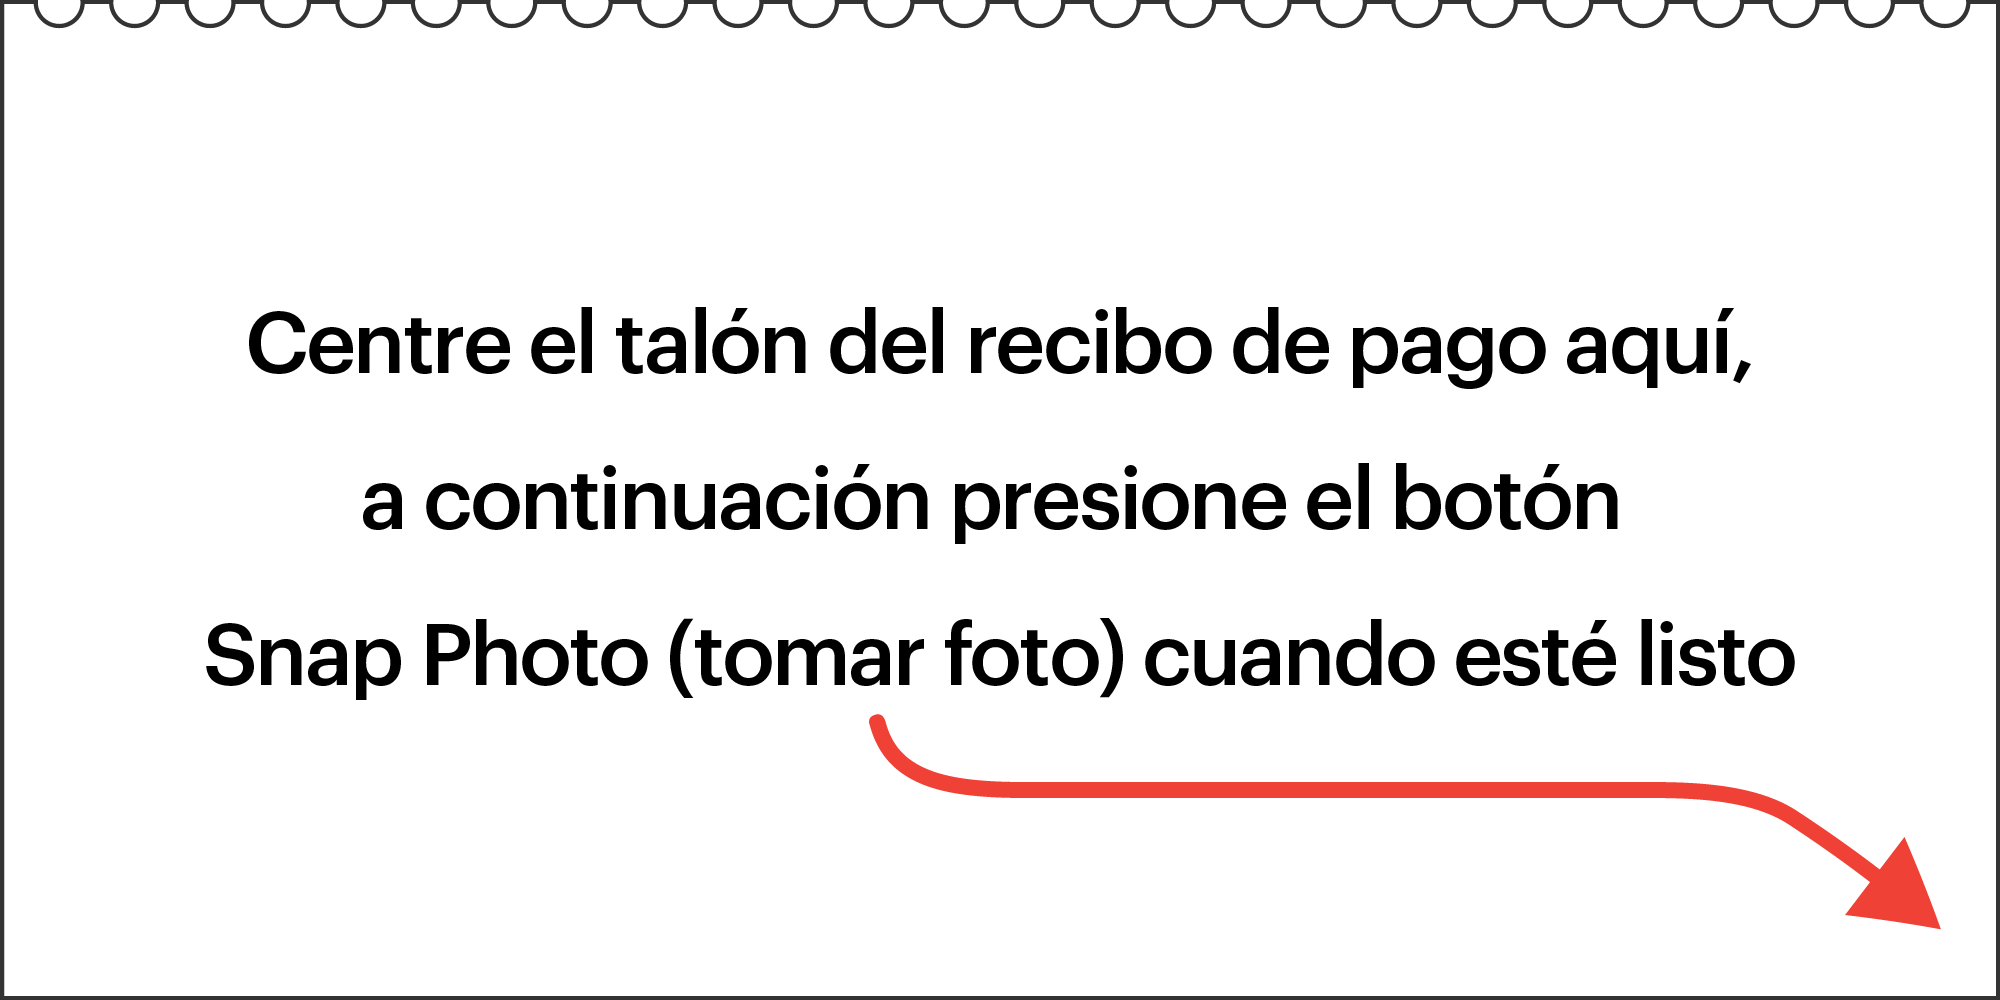 Centre el talón del recibo de pago aquí,
a continuación presione el botón
Snap Photo (tomar foto) cuando esté listo